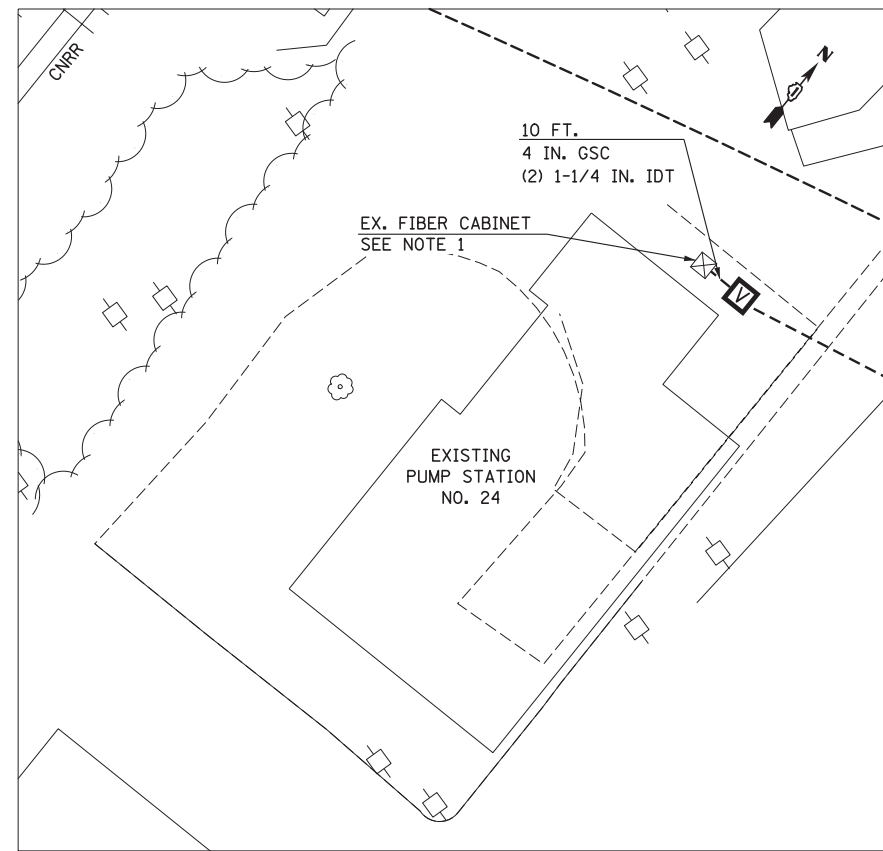 CNRR
N
10 FT.
4 IN. GSC
(2) 1-1/4 IN. IDT
EX. FIBER CABINET
SEE NOTE 1
V
EXISTING
PUMP STATION
NO. 24